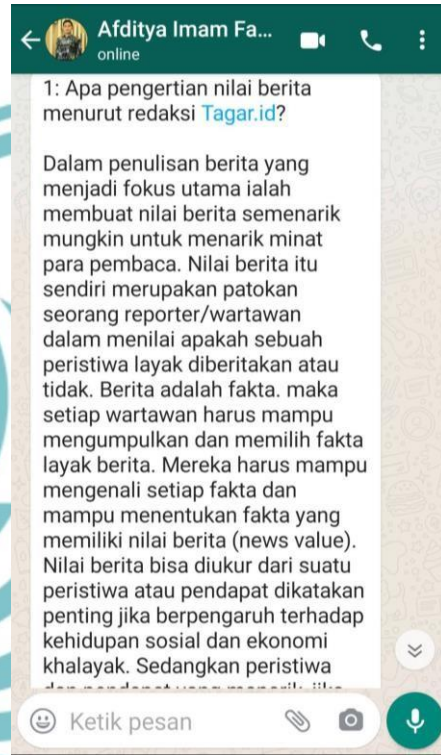 Afditya Imam Fa...
online
1: Apa pengertian nilai berita
menurut redaksi Tagar.id?
Dalam penulisan berita yang
menjadi fokus utama ialah
membuat nilai berita semenarik
mungkin untuk menarik minat
para pembaca. Nilai berita itu
sendiri merupakan patokan
seorang reporter/wartawan
dalam menilai apakah sebuah
peristiwa layak diberitakan atau
tidak. Berita adalah fakta. maka
setiap wartawan harus mampu
mengumpulkan dan memilih fakta
layak berita. Mereka harus mampu
mengenali setiap fakta dan
mampu menentukan fakta yang
memiliki nilai berita (news value).
Nilai berita bisa diukur dari suatu
peristiwa atau pendapat dikatakan
penting jika berpengaruh terhadap
kehidupan sosial dan ekonomi
khalayak. Sedangkan peristiwa
Ketik pesan